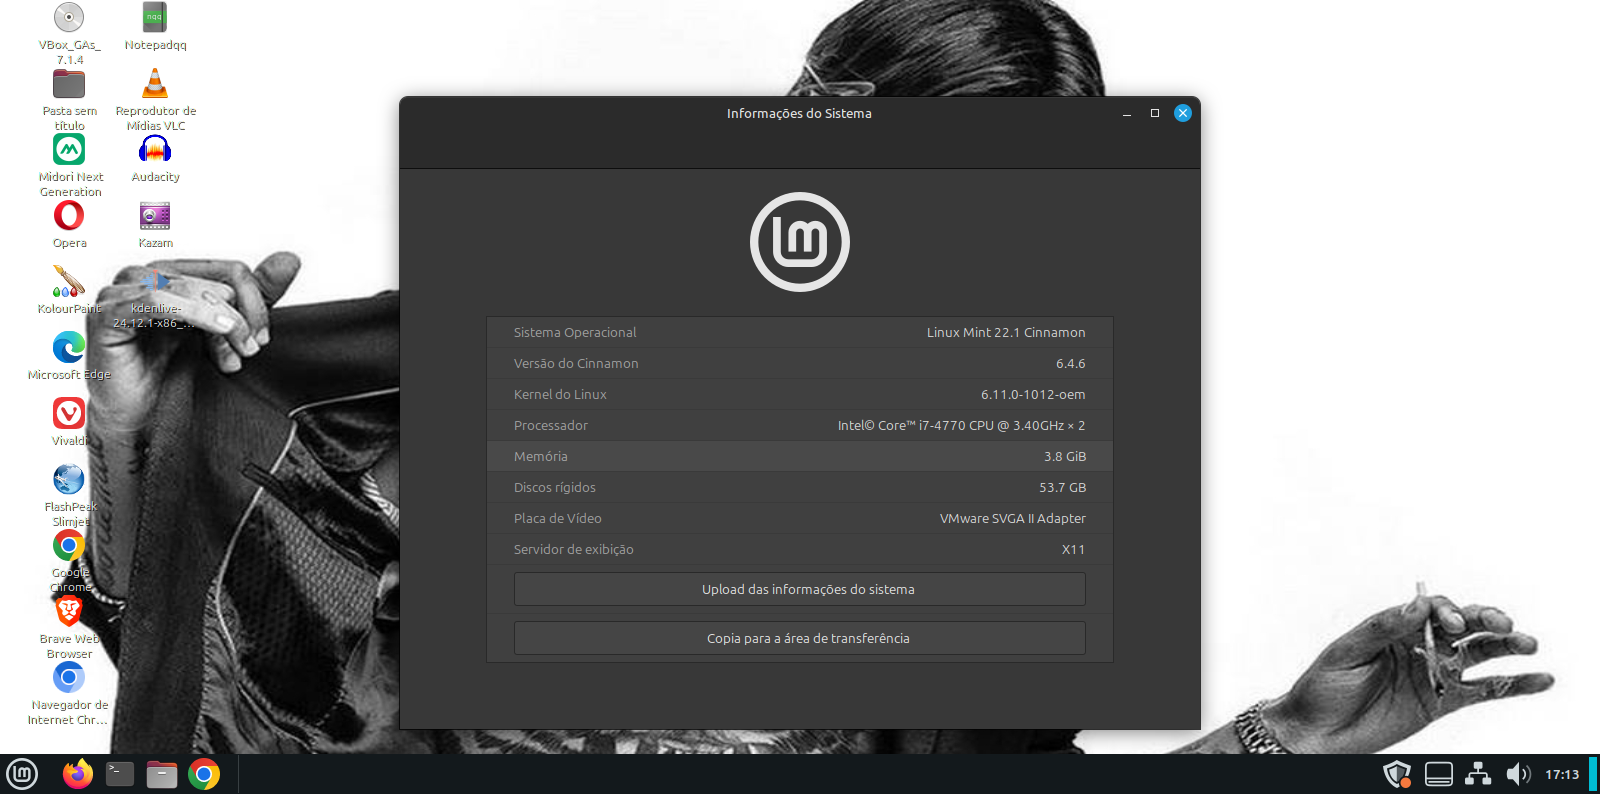 VBox_GAs_
7.1.4
Notepadqq
Pasta sem
título
Reprodutor de
Mídias VLC
Midori Next
Generation
Audacity
Opera
Kazam
KolourPaint
kdenlive-
24.12.1-x86_...
Microsoft Edge
Vivaldi
FlashPeak
Slimjet
Google
Chrome
Brave Web
Browser
Navegador de
Internet Chr...
Informações do Sistema
Sistema Operacional Linux Mint 22.1 Cinnamon
Versão do Cinnamon 6.4.6
Kernel do Linux 6.11.0-1012-oem
Processador Intel© Core™ i7-4770 CPU @ 3.40GHz × 2
Memória 3.8 GiB
Discos rígidos 53.7 GB
Placa de Vídeo VMware SVGA II Adapter
Servidor de exibição X11
Upload das informações do sistema
Copia para a área de transferência
17:13